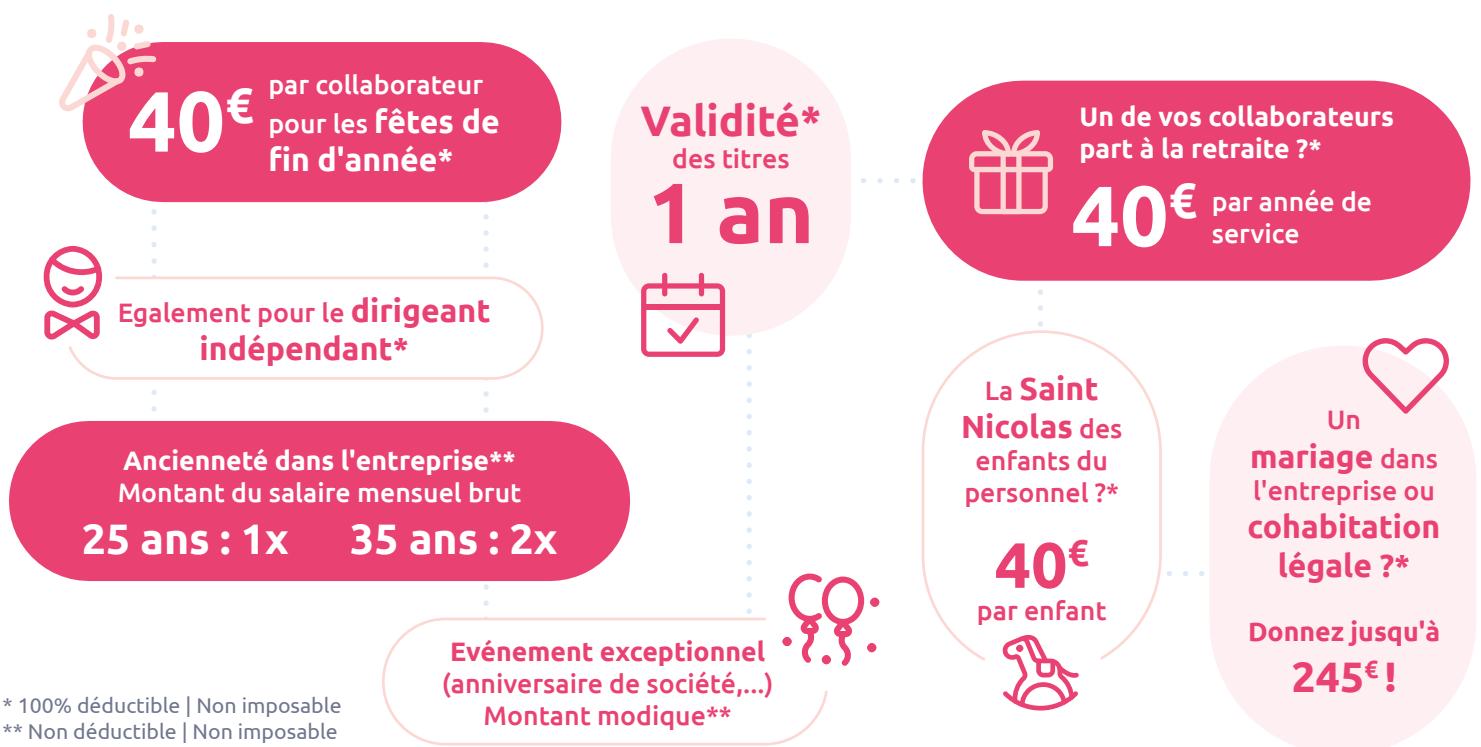 40€ par collaborateur
pour les fêtes de
fin d'année*
Egalement pour le dirigeant
indépendant*
Ancienneté dans l'entreprise**
Montant du salaire mensuel brut
25 ans : 1x 35 ans : 2x
Evénement exceptionnel
(anniversaire de société,...)
Montant modique**
Validité*
des titres
1 an
Un de vos collaborateurs
part à la retraite ?*
40€ par année de
service
La Saint
Nicolas des
enfants du
personnel ?*
40€
par enfant
Un
mariage dans
l'entreprise ou
cohabitation
légale ?*
Donnez jusqu'à
245€ !
* 100% déductible | Non imposable
** Non déductible | Non imposable